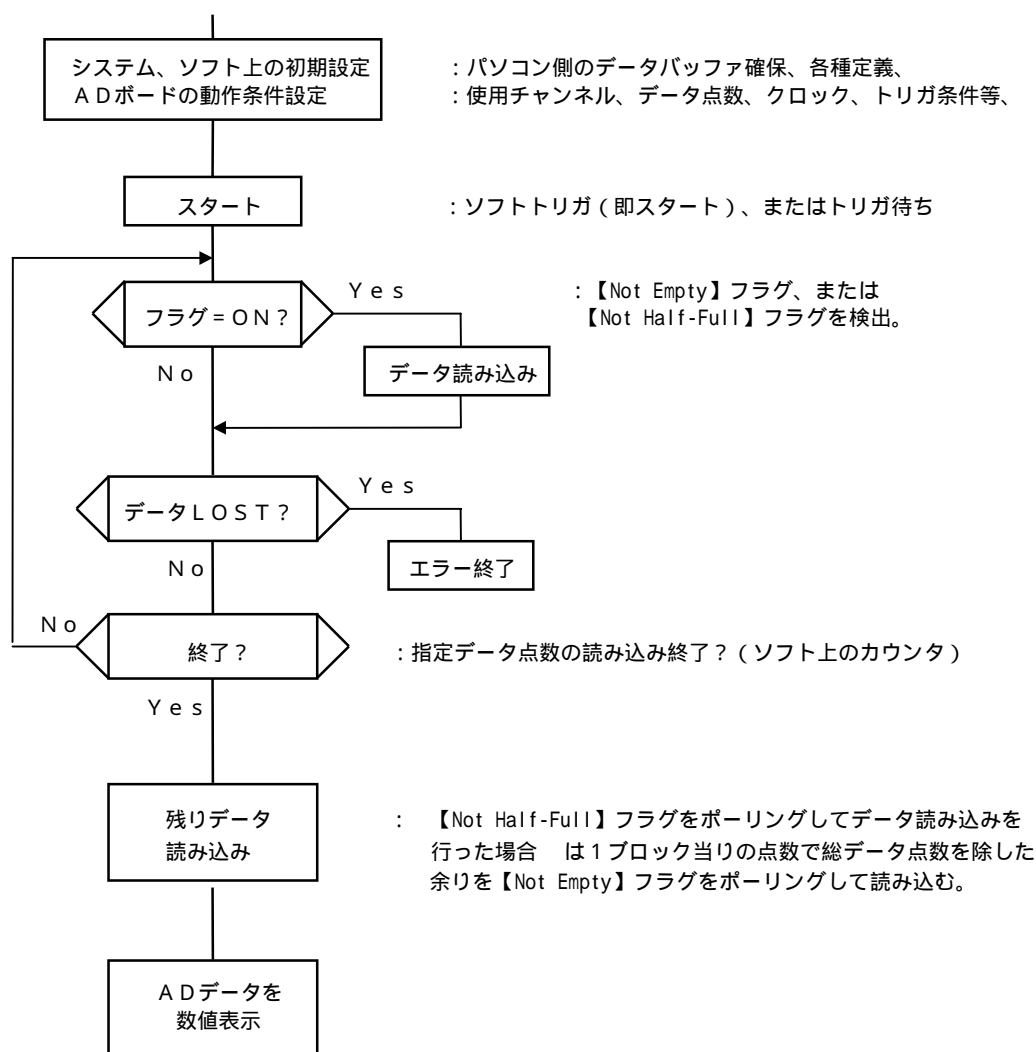 システム、ソフト上の初期設定 ：パソコン側のデータバッファ確保、各種定義、
ＡＤボードの動作条件設定 ：使用チャンネル、データ点数、クロック、トリガ条件等、
スタート ：ソフトトリガ（即スタート）、またはトリガ待ち
Ｙｅｓ ：【Not Empty】フラグ、または
フラグ＝ＯＮ？ 【Not Half-Full】フラグを検出。
Ｎｏ データ読み込み
Ｙｅｓ
データＬＯＳＴ？
Ｎｏ エラー終了
Ｎｏ
終了？ ：指定データ点数の読み込み終了？（ソフト上のカウンタ）
Ｙｅｓ
残りデータ ： 【Not Half-Full】フラグをポーリングしてデータ読み込みを
読み込み 行った場合　は１ブロック当りの点数で総データ点数を除した
余りを【Not Empty】フラグをポーリングして読み込む。
ＡＤデータを
数値表示